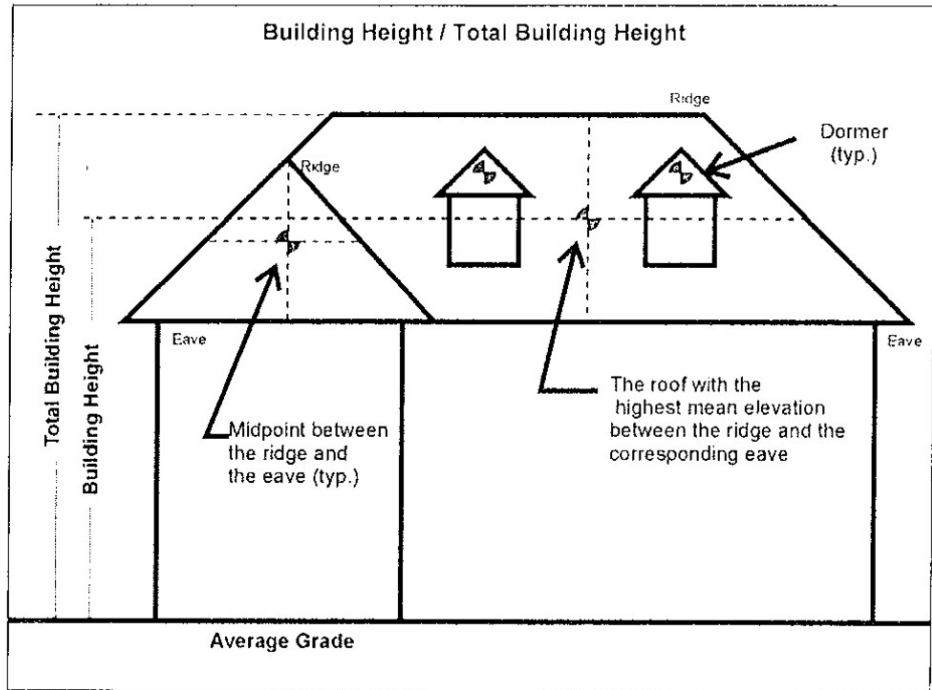 Building Height / Total Building Height
Ridge
Dormer
(typ.)
Ridge
Total Building Height
Building Height
Eave
Eave
Midpoint between
the ridge and
the eave (typ.)
The roof with the
highest mean elevation
between the ridge and the
corresponding eave
Average Grade